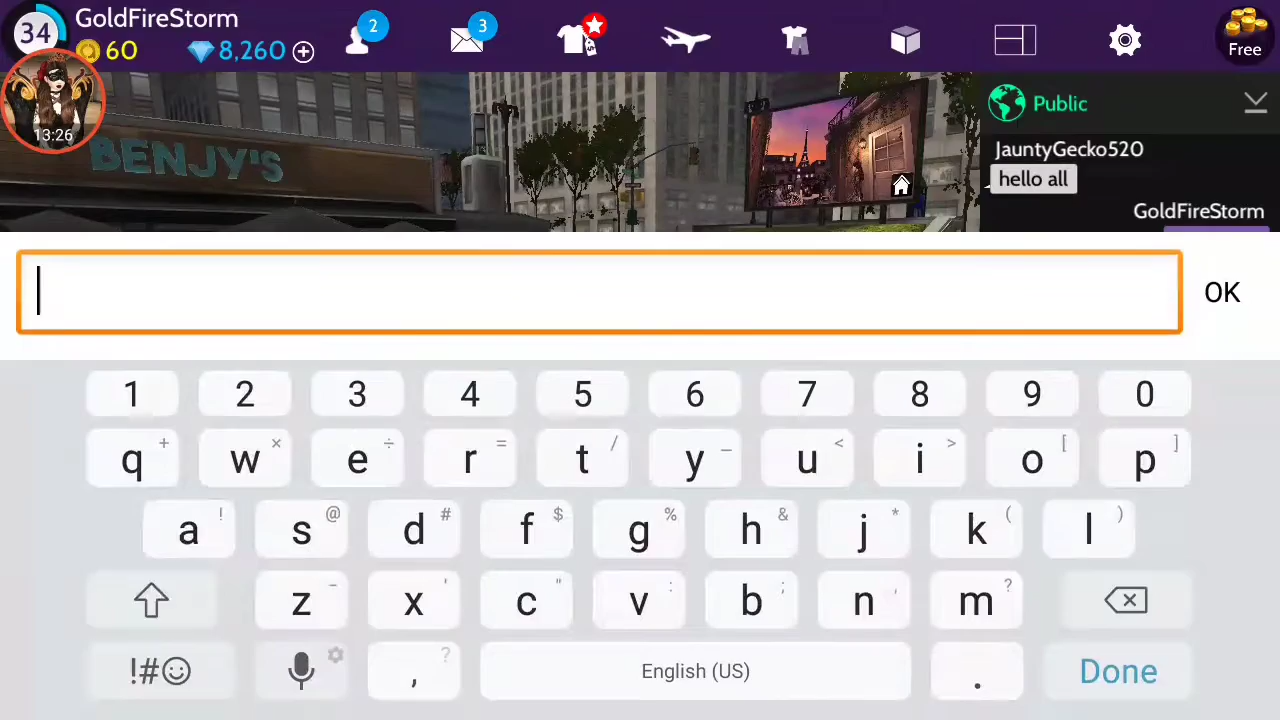 34
GoldFireStorm
60
8,260
2
3
Free
13:26
BENJY'S
Public
JauntyGecko520
hello all
GoldFireStorm
OK
1 2 3 4 5 6 7 8 9 0
q + w × e ÷ r = t / y _ u < i > o [ p ]
a ! s @ d # f $ g % h & j * k ( l )
z - x ' c " v : b ; n , m ?
!#☺ , ? English (US) . Done